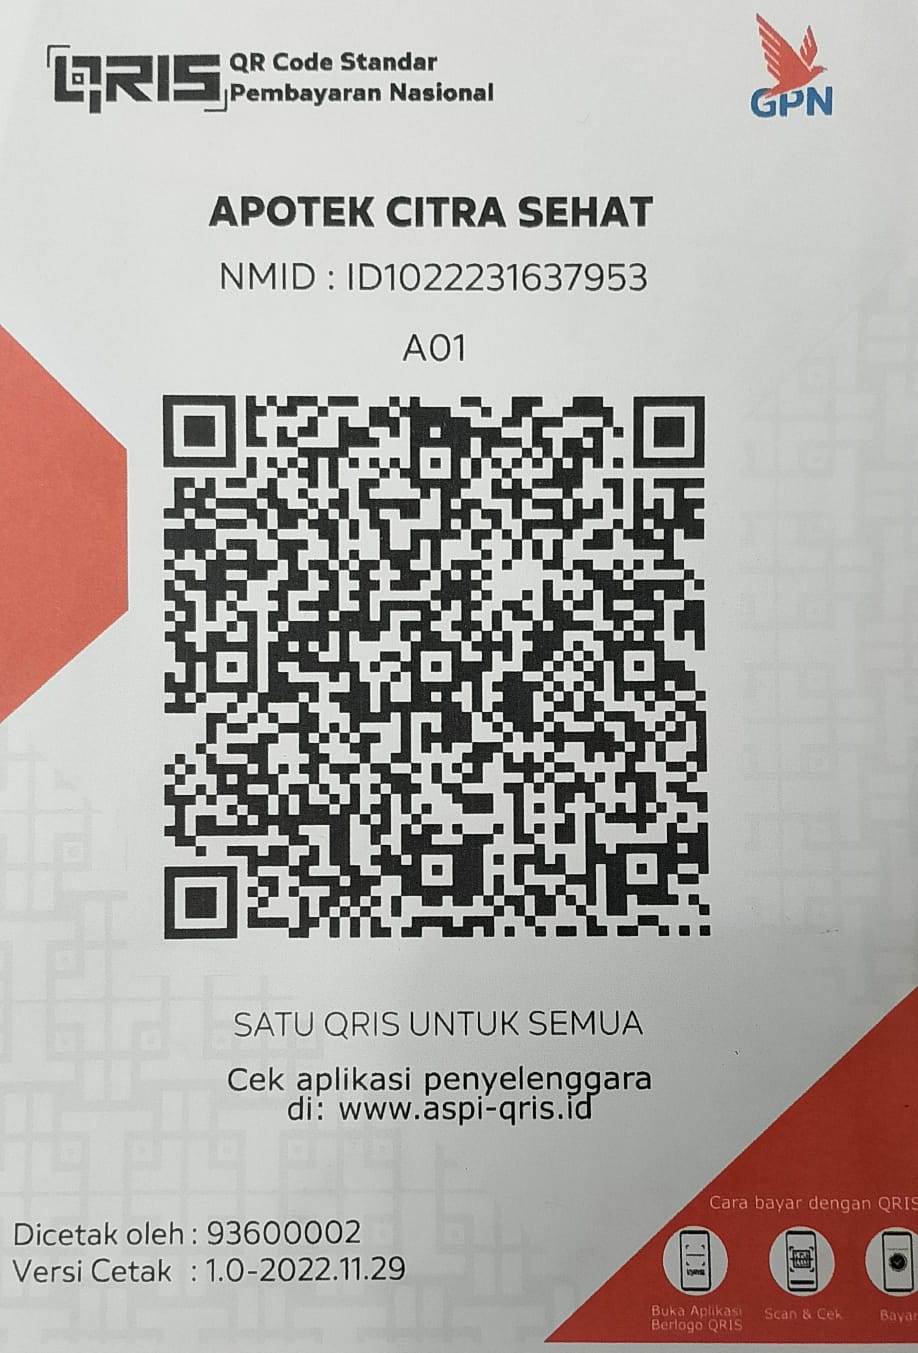 QRIS QR Code Standar
Pembayaran Nasional
GPN
APOTEK CITRA SEHAT
NMID : ID1022231637953
A01
SATU QRIS UNTUK SEMUA
Cek aplikasi penyelenggara
di: www.aspi-qris.id
Dicetak oleh : 93600002
Versi Cetak : 1.0-2022.11.29
Cara bayar dengan QRIS
Buka Aplikasi
Berlogo QRIS
Scan & Cek
Bayar